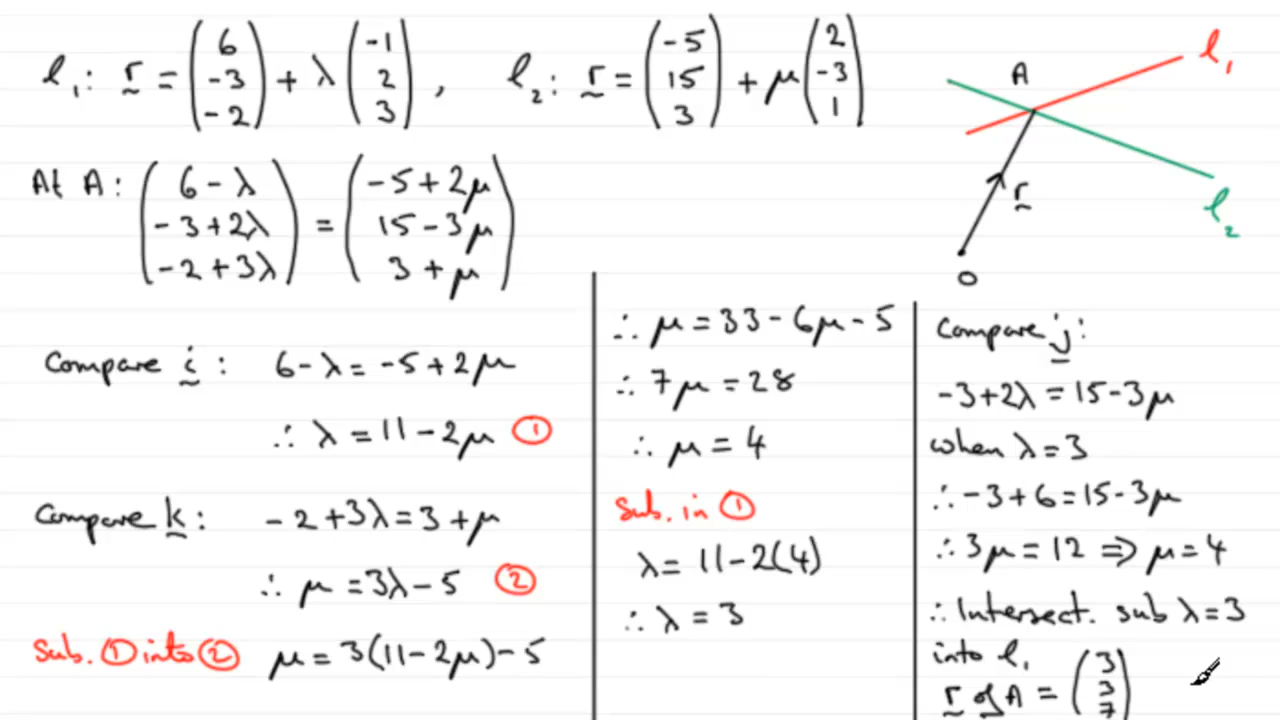 l₁: r = (6, -3, -2) + λ(-1, 2, 3), l₂: r = (-5, 15, 3) + μ(2, -3, 1)
At A: (6-λ, -3+2λ, -2+3λ) = (-5+2μ, 15-3μ, 3+μ)
Compare i: 6-λ = -5+2μ
∴ λ = 11-2μ ①
Compare k: -2+3λ = 3+μ
∴ μ = 3λ-5 ②
Sub. ① into ② μ = 3(11-2μ)-5
∴ μ = 33-6μ-5
∴ 7μ = 28
∴ μ = 4
Sub. in ①
λ = 11-2(4)
∴ λ = 3
A
l₁
r
l₂
O
Compare j:
-3+2λ = 15-3μ
when λ=3
∴ -3+6 = 15-3μ
∴ 3μ = 12 ⇒ μ = 4
∴ Intersect. sub λ=3
into l₁
r of A = (3, 3, 7)